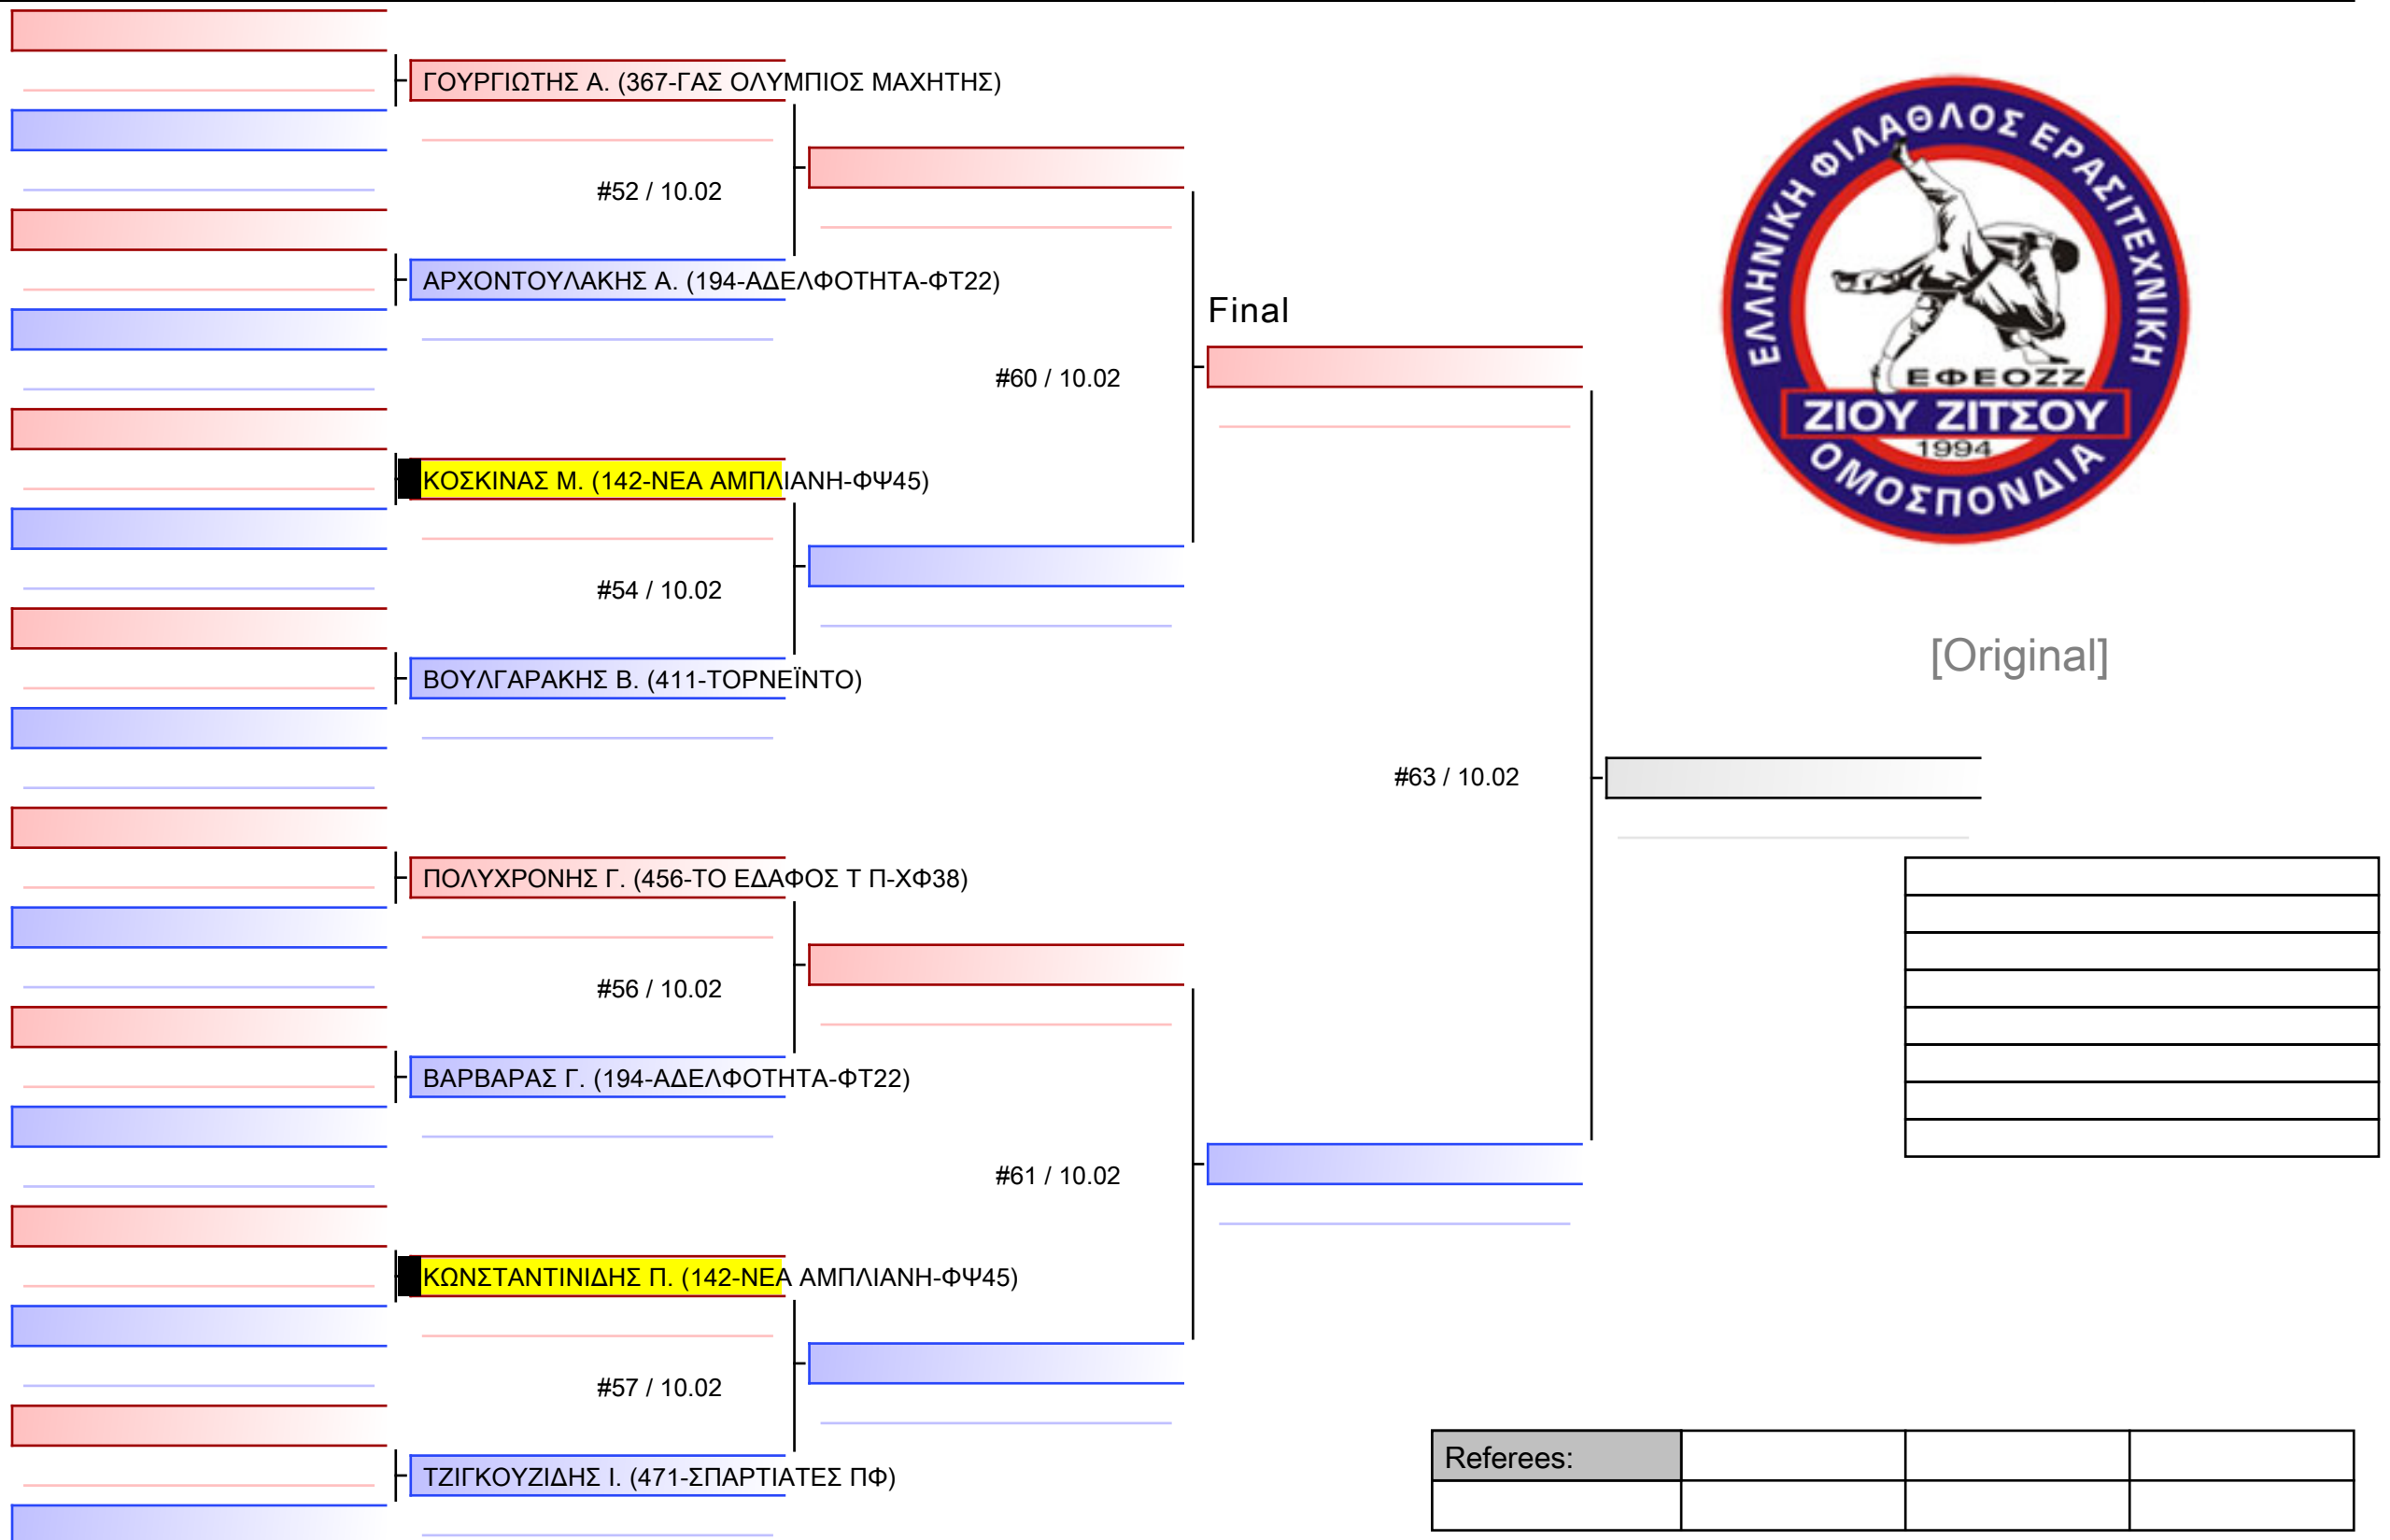 ΓΟΥΡΓΙΩΤΗΣ Α. (367-ΓΑΣ ΟΛΥΜΠΙΟΣ ΜΑΧΗΤΗΣ)
#52 / 10.02
ΑΡΧΟΝΤΟΥΛΑΚΗΣ Α. (194-ΑΔΕΛΦΟΤΗΤΑ-ΦΤ22)
Final
#60 / 10.02
ΚΟΣΚΙΝΑΣ Μ. (142-ΝΕΑ ΑΜΠΛΙΑΝΗ-ΦΨ45)
#54 / 10.02
ΒΟΥΛΓΑΡΑΚΗΣ Β. (411-ΤΟΡΝΕΪΝΤΟ)
#63 / 10.02
ΠΟΛΥΧΡΟΝΗΣ Γ. (456-ΤΟ ΕΔΑΦΟΣ Τ Π-ΧΦ38)
#56 / 10.02
ΒΑΡΒΑΡΑΣ Γ. (194-ΑΔΕΛΦΟΤΗΤΑ-ΦΤ22)
#61 / 10.02
ΚΩΝΣΤΑΝΤΙΝΙΔΗΣ Π. (142-ΝΕΑ ΑΜΠΛΙΑΝΗ-ΦΨ45)
#57 / 10.02
ΤΖΙΓΚΟΥΖΙΔΗΣ Ι. (471-ΣΠΑΡΤΙΑΤΕΣ ΠΦ)
ΕΛΛΗΝΙΚΗ ΦΙΛΑΘΛΟΣ ΕΡΑΣΙΤΕΧΝΙΚΗ
ΕΦΕΟΖΖ
ΖΙΟΥ ΖΙΤΣΟΥ
1994
ΟΜΟΣΠΟΝΔΙΑ
[Original]
Referees: